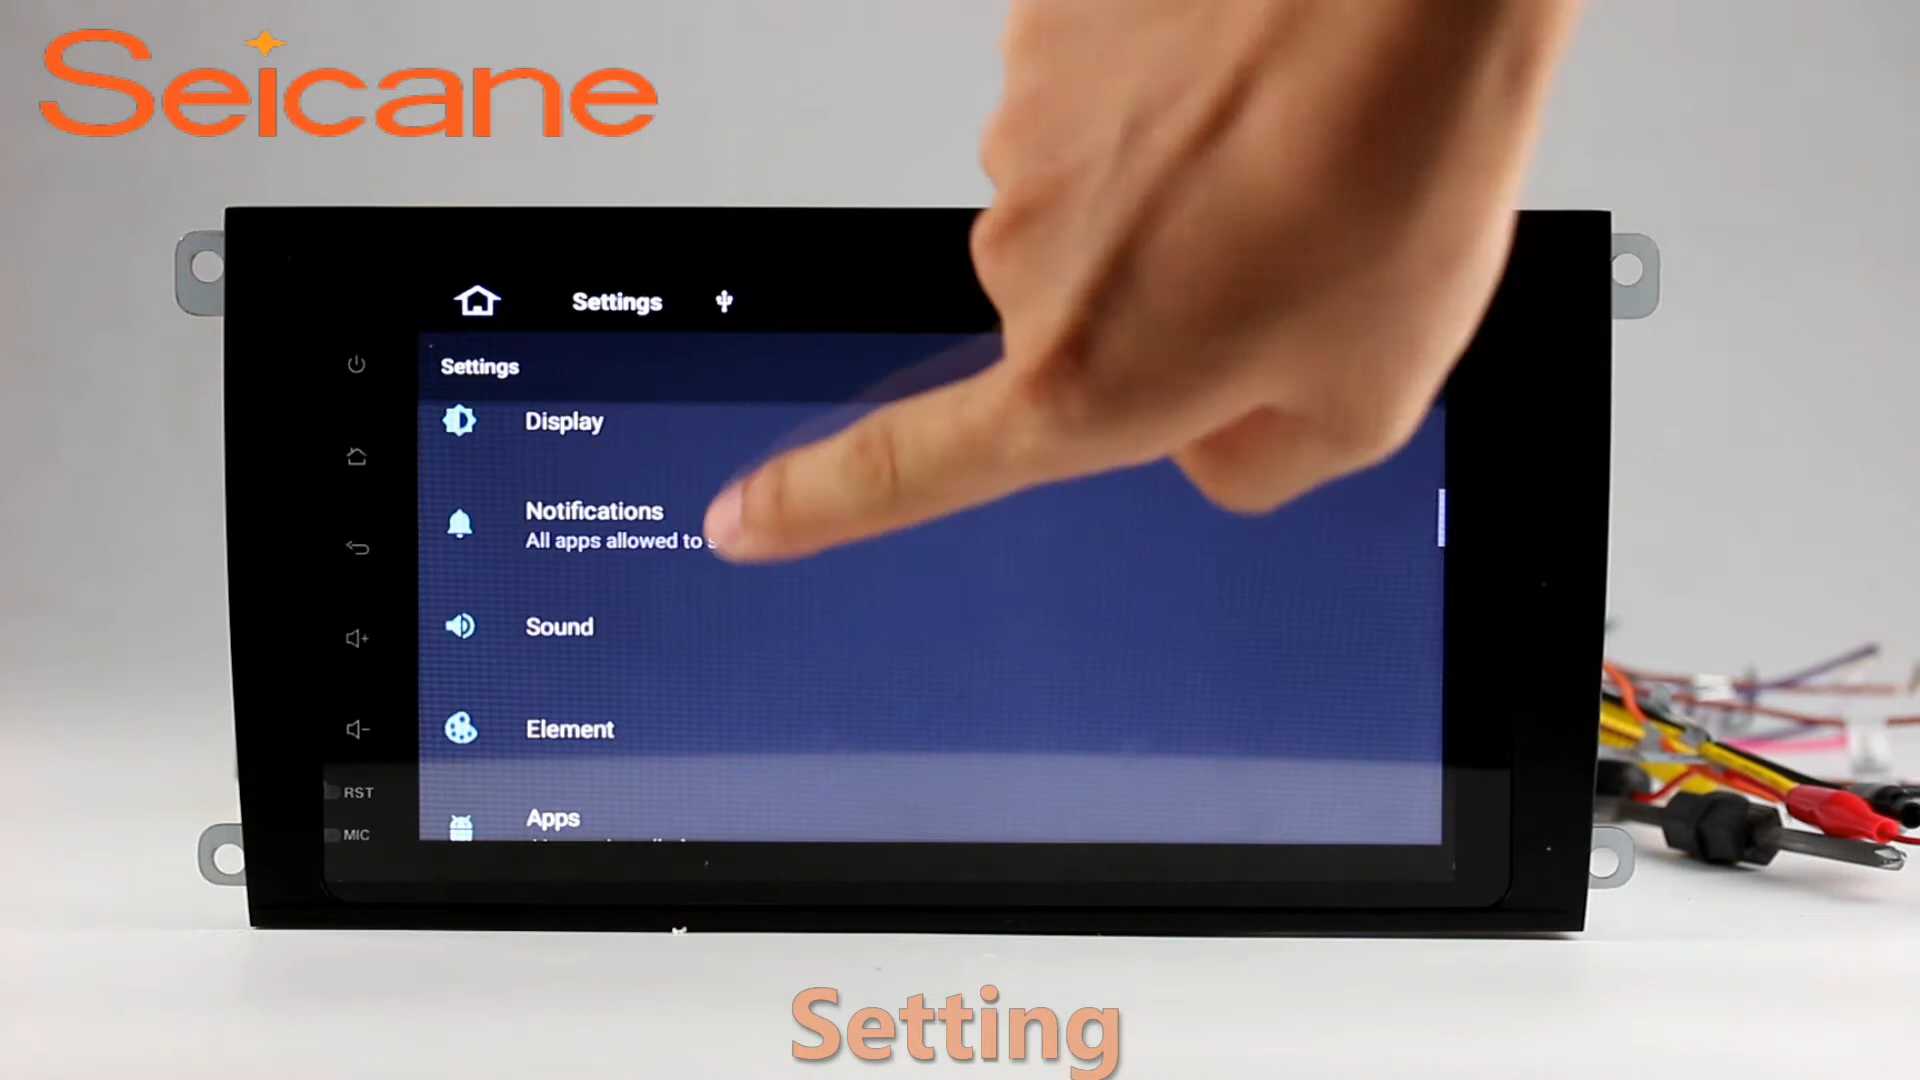 Seicane
Settings
Settings
Display
Notifications
All apps allowed to
Sound
Element
Apps
RST
MIC
Setting